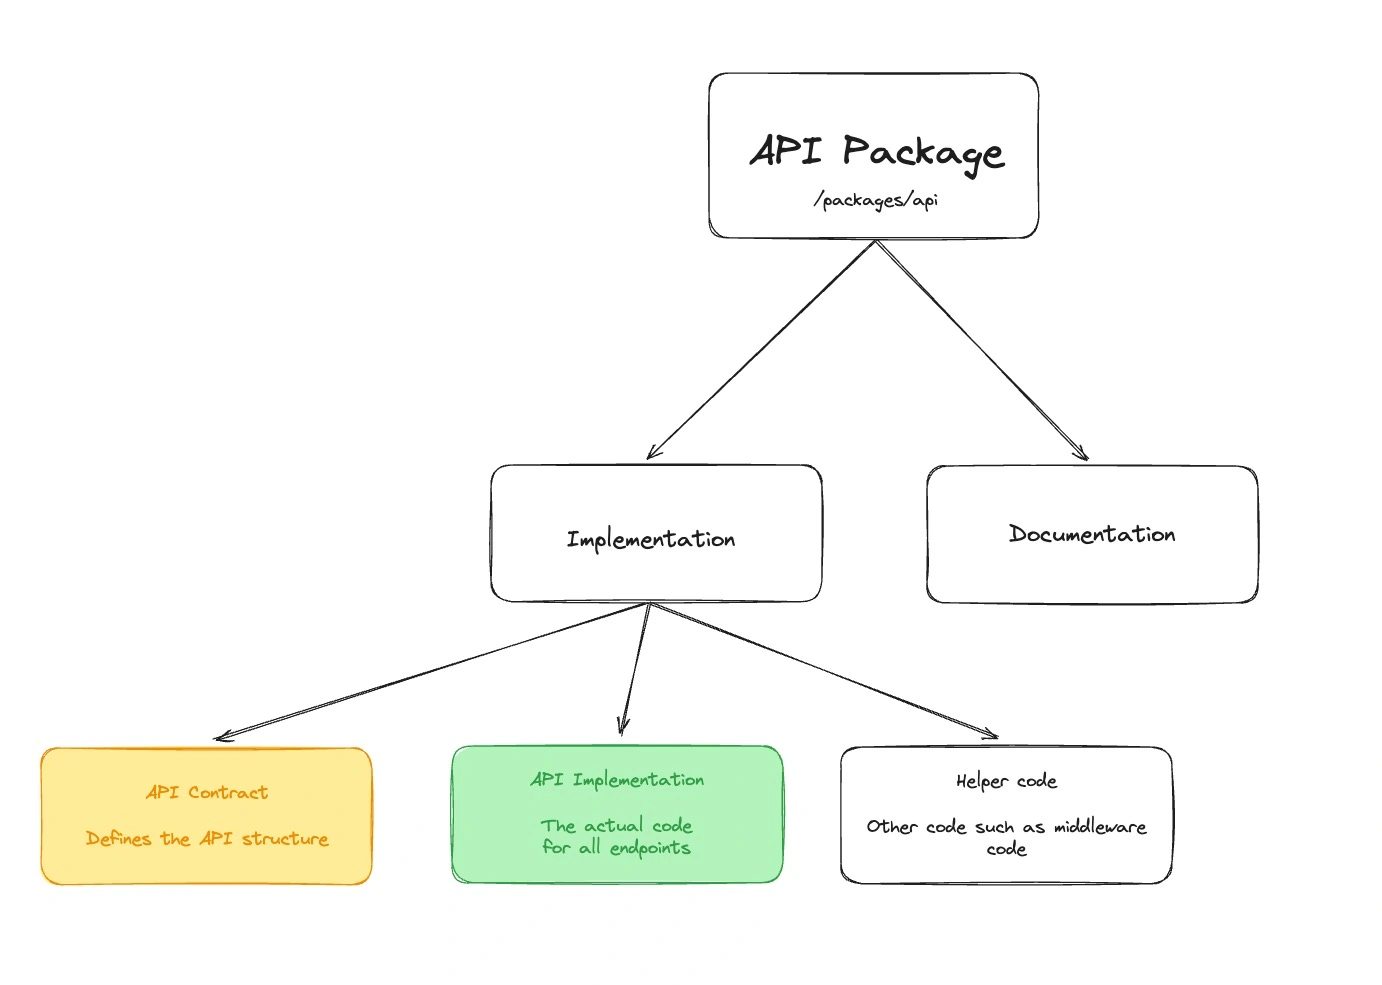 API Package
/packages/api
Implementation
Documentation
API Contract
Defines the API structure
API Implementation
The actual code
for all endpoints
Helper code
Other code such as middleware
code